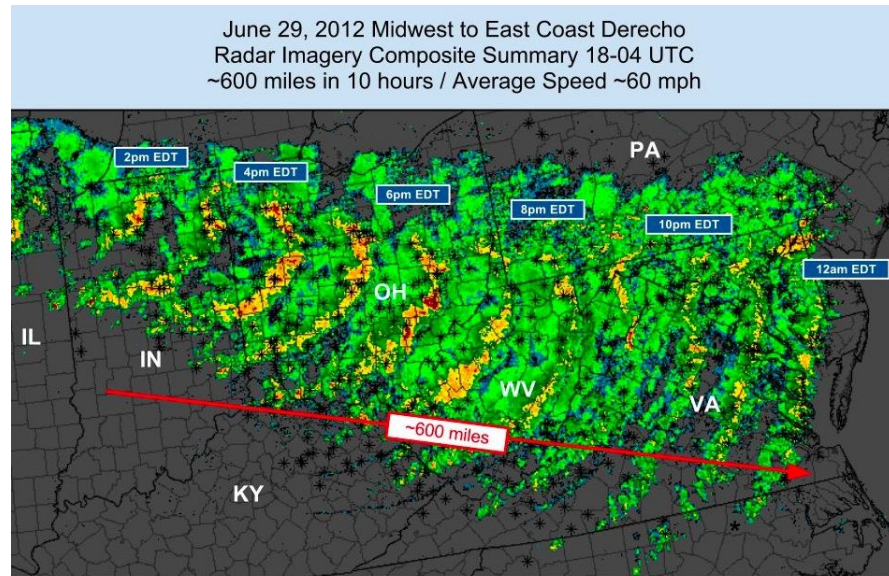 June 29, 2012 Midwest to East Coast Derecho
Radar Imagery Composite Summary 18-04 UTC
~600 miles in 10 hours / Average Speed ~60 mph
PA
2pm EDT
4pm EDT
6pm EDT
8pm EDT
10pm EDT
12am EDT
OH
IL
IN
WV
VA
~600 miles
KY